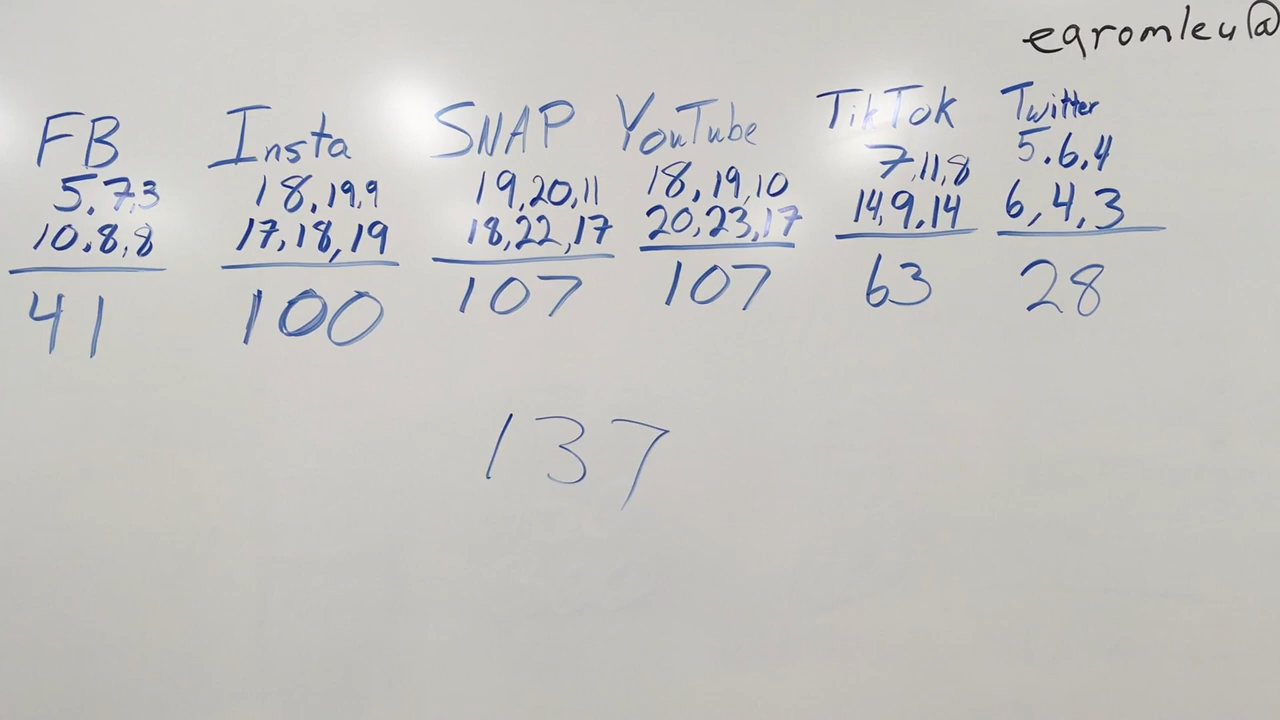 eqromleu@
FB Insta SNAP YouTube TikTok Twitter
5.7,3 18,19,9 19,20,11 18,19,10 7,11,8 5.6,4
10.8,8 17,18,19 18,22,17 20,23,17 14,9,14 6,4,3
41 100 107 107 63 28
137